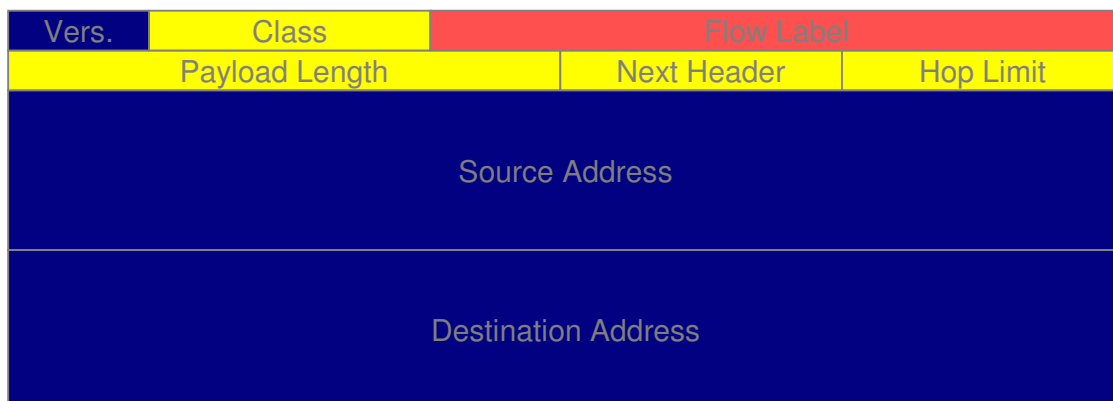 Vers. Class Flow Label
Payload Length Next Header Hop Limit
Source Address
Destination Address